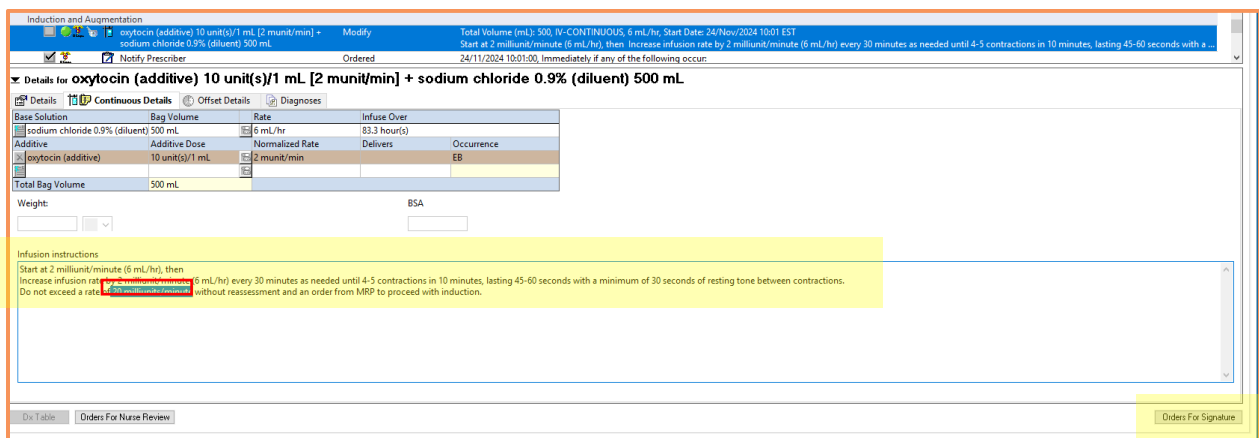 Induction and Augmentation
oxytocin (additive) 10 unit(s)/1 mL [2 munit/min] + Modify Total Volume (mL): 500, IV-CONTINUOUS, 6 mL/hr, Start Date: 24/Nov/2024 10:01 EST
sodium chloride 0.9% (diluent) 500 mL Start at 2 milliunit/minute (6 mL/hr), then Increase infusion rate by 2 milliunit/minute (6 mL/hr) every 30 minutes as needed until 4-5 contractions in 10 minutes, lasting 45-60 seconds with a ...
Notify Prescriber Ordered 24/11/2024 10:01:00, Immediately if any of the following occur:
Details for oxytocin (additive) 10 unit(s)/1 mL [2 munit/min] + sodium chloride 0.9% (diluent) 500 mL
Details Continuous Details Offset Details Diagnoses
Base Solution Bag Volume Rate Infuse Over
sodium chloride 0.9% (diluent) 500 mL 6 mL/hr 83.3 hour(s)
Additive Additive Dose Normalized Rate Delivers Occurrence
oxytocin (additive) 10 unit(s)/1 mL 2 munit/min EB
Total Bag Volume 500 mL
Weight: BSA
Infusion instructions
Start at 2 milliunit/minute (6 mL/hr), then
Increase infusion rate by 2 milliunit/minute (6 mL/hr) every 30 minutes as needed until 4-5 contractions in 10 minutes, lasting 45-60 seconds with a minimum of 30 seconds of resting tone between contractions.
Do not exceed a rate of milliunits/minute without reassessment and an order from MRP to proceed with induction.
Dx Table Orders For Nurse Review Orders For Signature